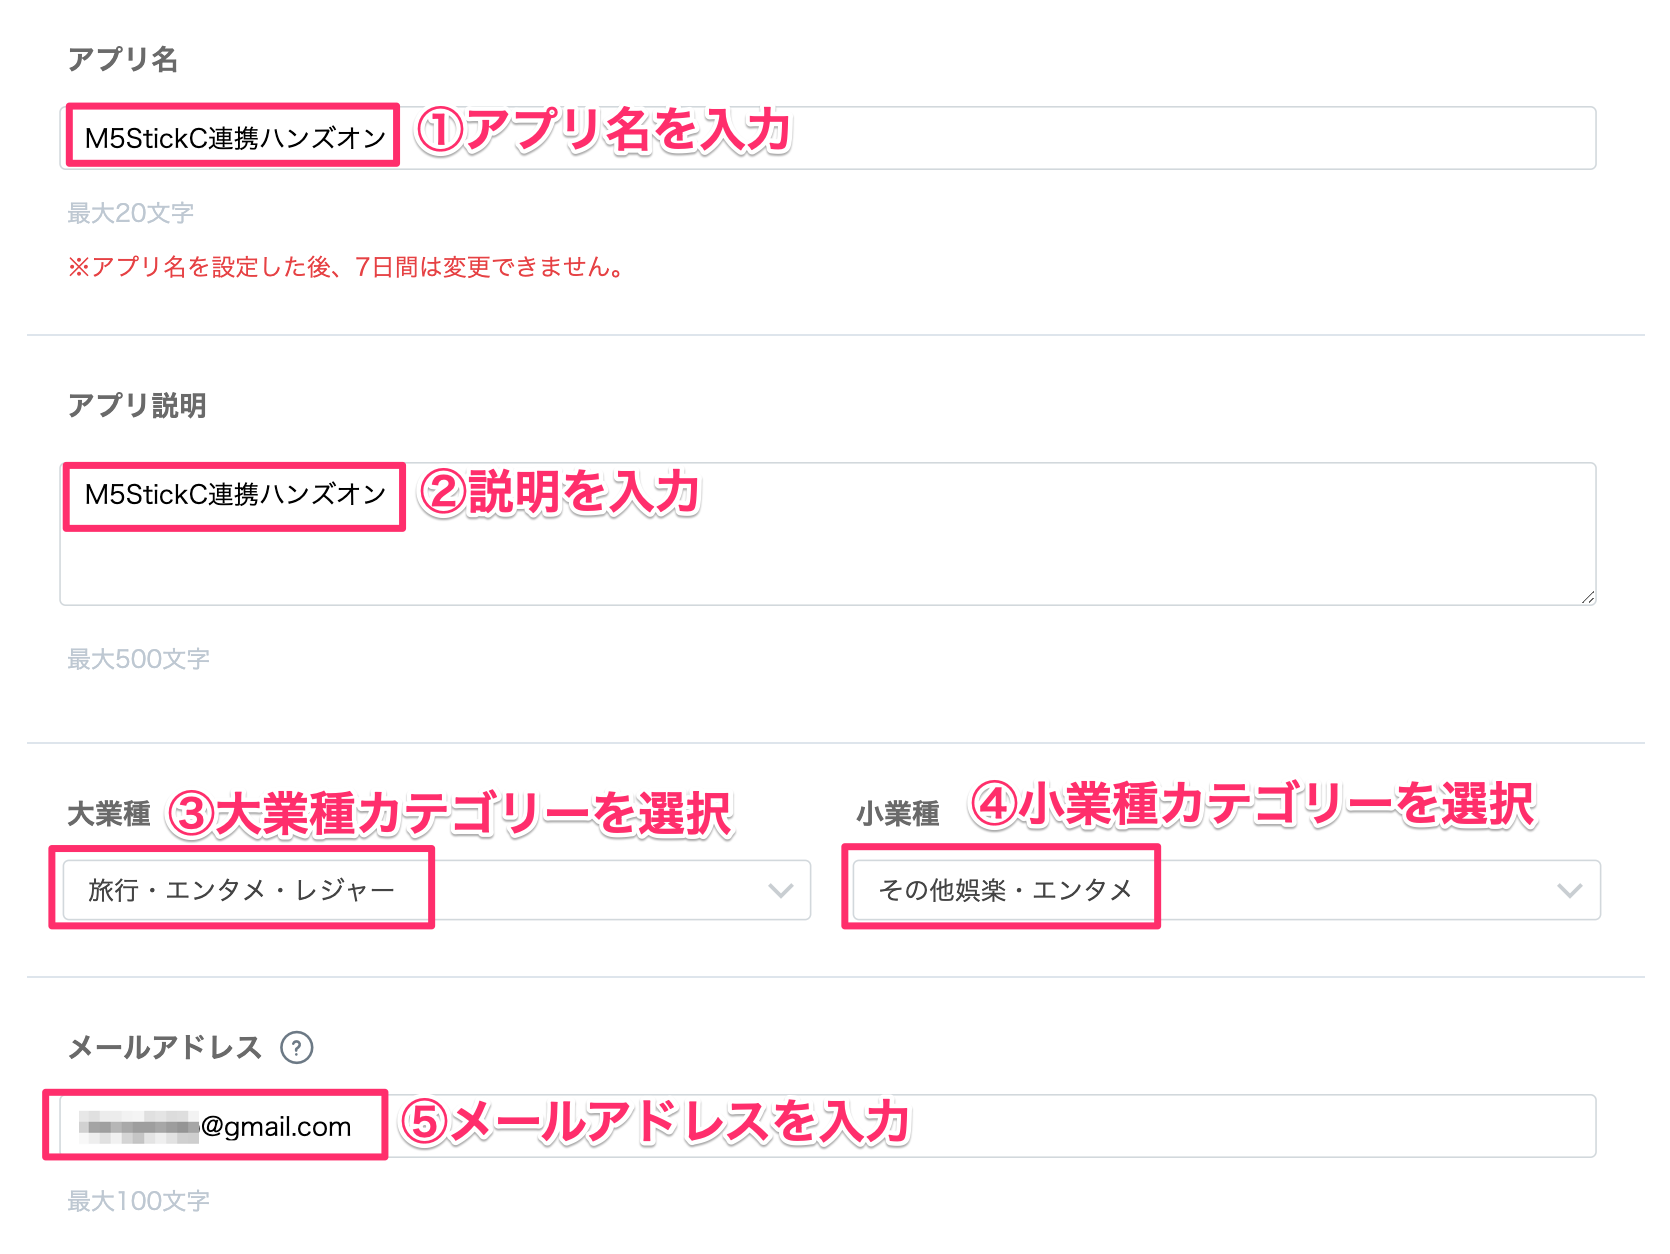 アプリ名
M5StickC連携ハンズオン
①アプリ名を入力
最大20文字
※アプリ名を設定した後、7日間は変更できません。
アプリ説明
M5StickC連携ハンズオン
②説明を入力
最大500文字
大業種
③大業種カテゴリーを選択
小業種
④小業種カテゴリーを選択
旅行・エンタメ・レジャー
その他娯楽・エンタメ
メールアドレス ?
@gmail.com
⑤メールアドレスを入力
最大100文字